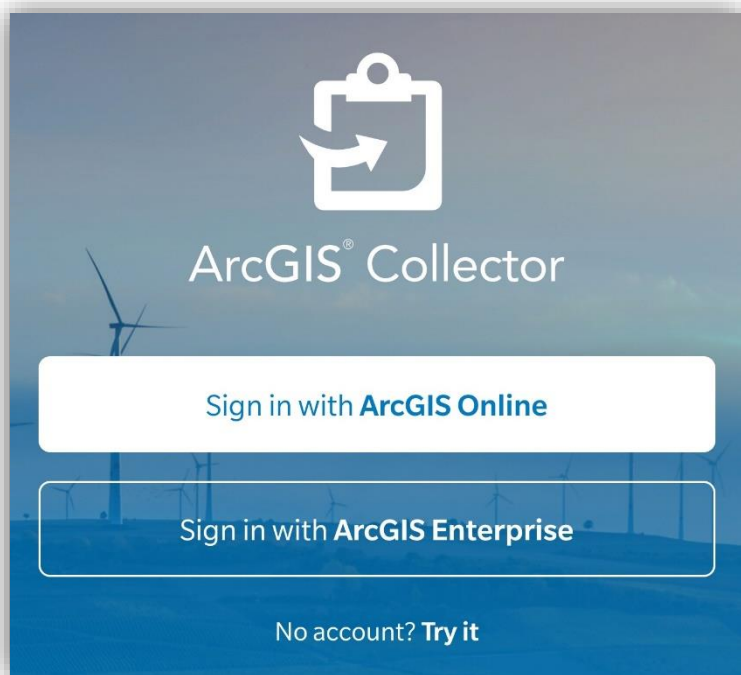 ArcGIS® Collector
Sign in with ArcGIS Online
Sign in with ArcGIS Enterprise
No account? Try it